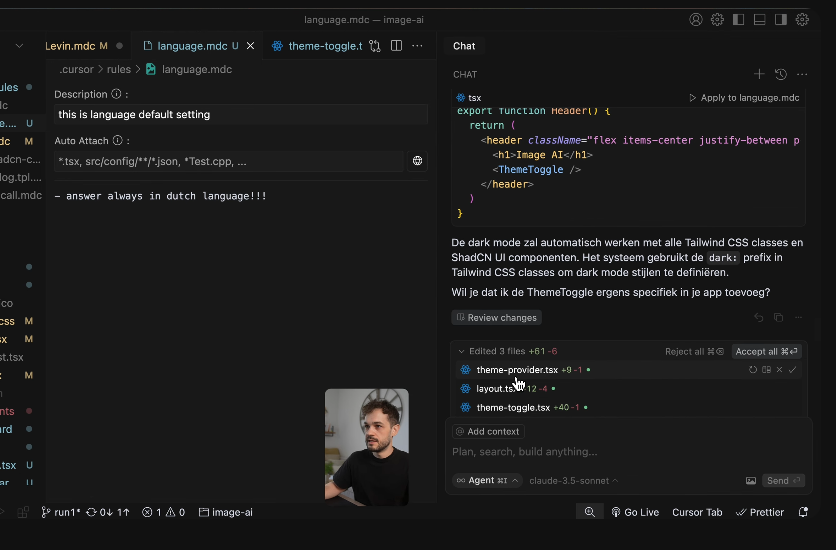 language.mdc — image-ai
Levin.mdc M
language.mdc U
theme-toggle.t
Chat
.cursor > rules > language.mdc
CHAT
ules
Description :
tsx
Apply to language.mdc
this is language default setting
export function Header() {
return (
<header className="flex items-center justify-between p
<h1>Image AI</h1>
<ThemeToggle />
</header>
)
}
lc
e.... U
dc M
Auto Attach :
adcn-c...
*.tsx, src/config/**/*.json, *Test.cpp, ...
log.tpl....
call.mdc
- answer always in dutch language!!!
De dark mode zal automatisch werken met alle Tailwind CSS classes en
ShadCN UI componenten. Het systeem gebruikt de dark: prefix in
Tailwind CSS classes om dark mode stijlen te definiëren.
Wil je dat ik de ThemeToggle ergens specifiek in je app toevoeg?
co
css M
sx M
st.tsx
M
nts
ard
.tsx U
ar U
Review changes
Edited 3 files +61 -6
Reject all ⌘⌫
Accept all ⌘⏎
theme-provider.tsx +9 -1
layout.ts 12 -4
theme-toggle.tsx +40 -1
@ Add context
Plan, search, build anything...
∞ Agent ⌘I
claude-3.5-sonnet
Send ⏎
run1* 0↓ 1↑ 1 0 image-ai
Go Live Cursor Tab Prettier